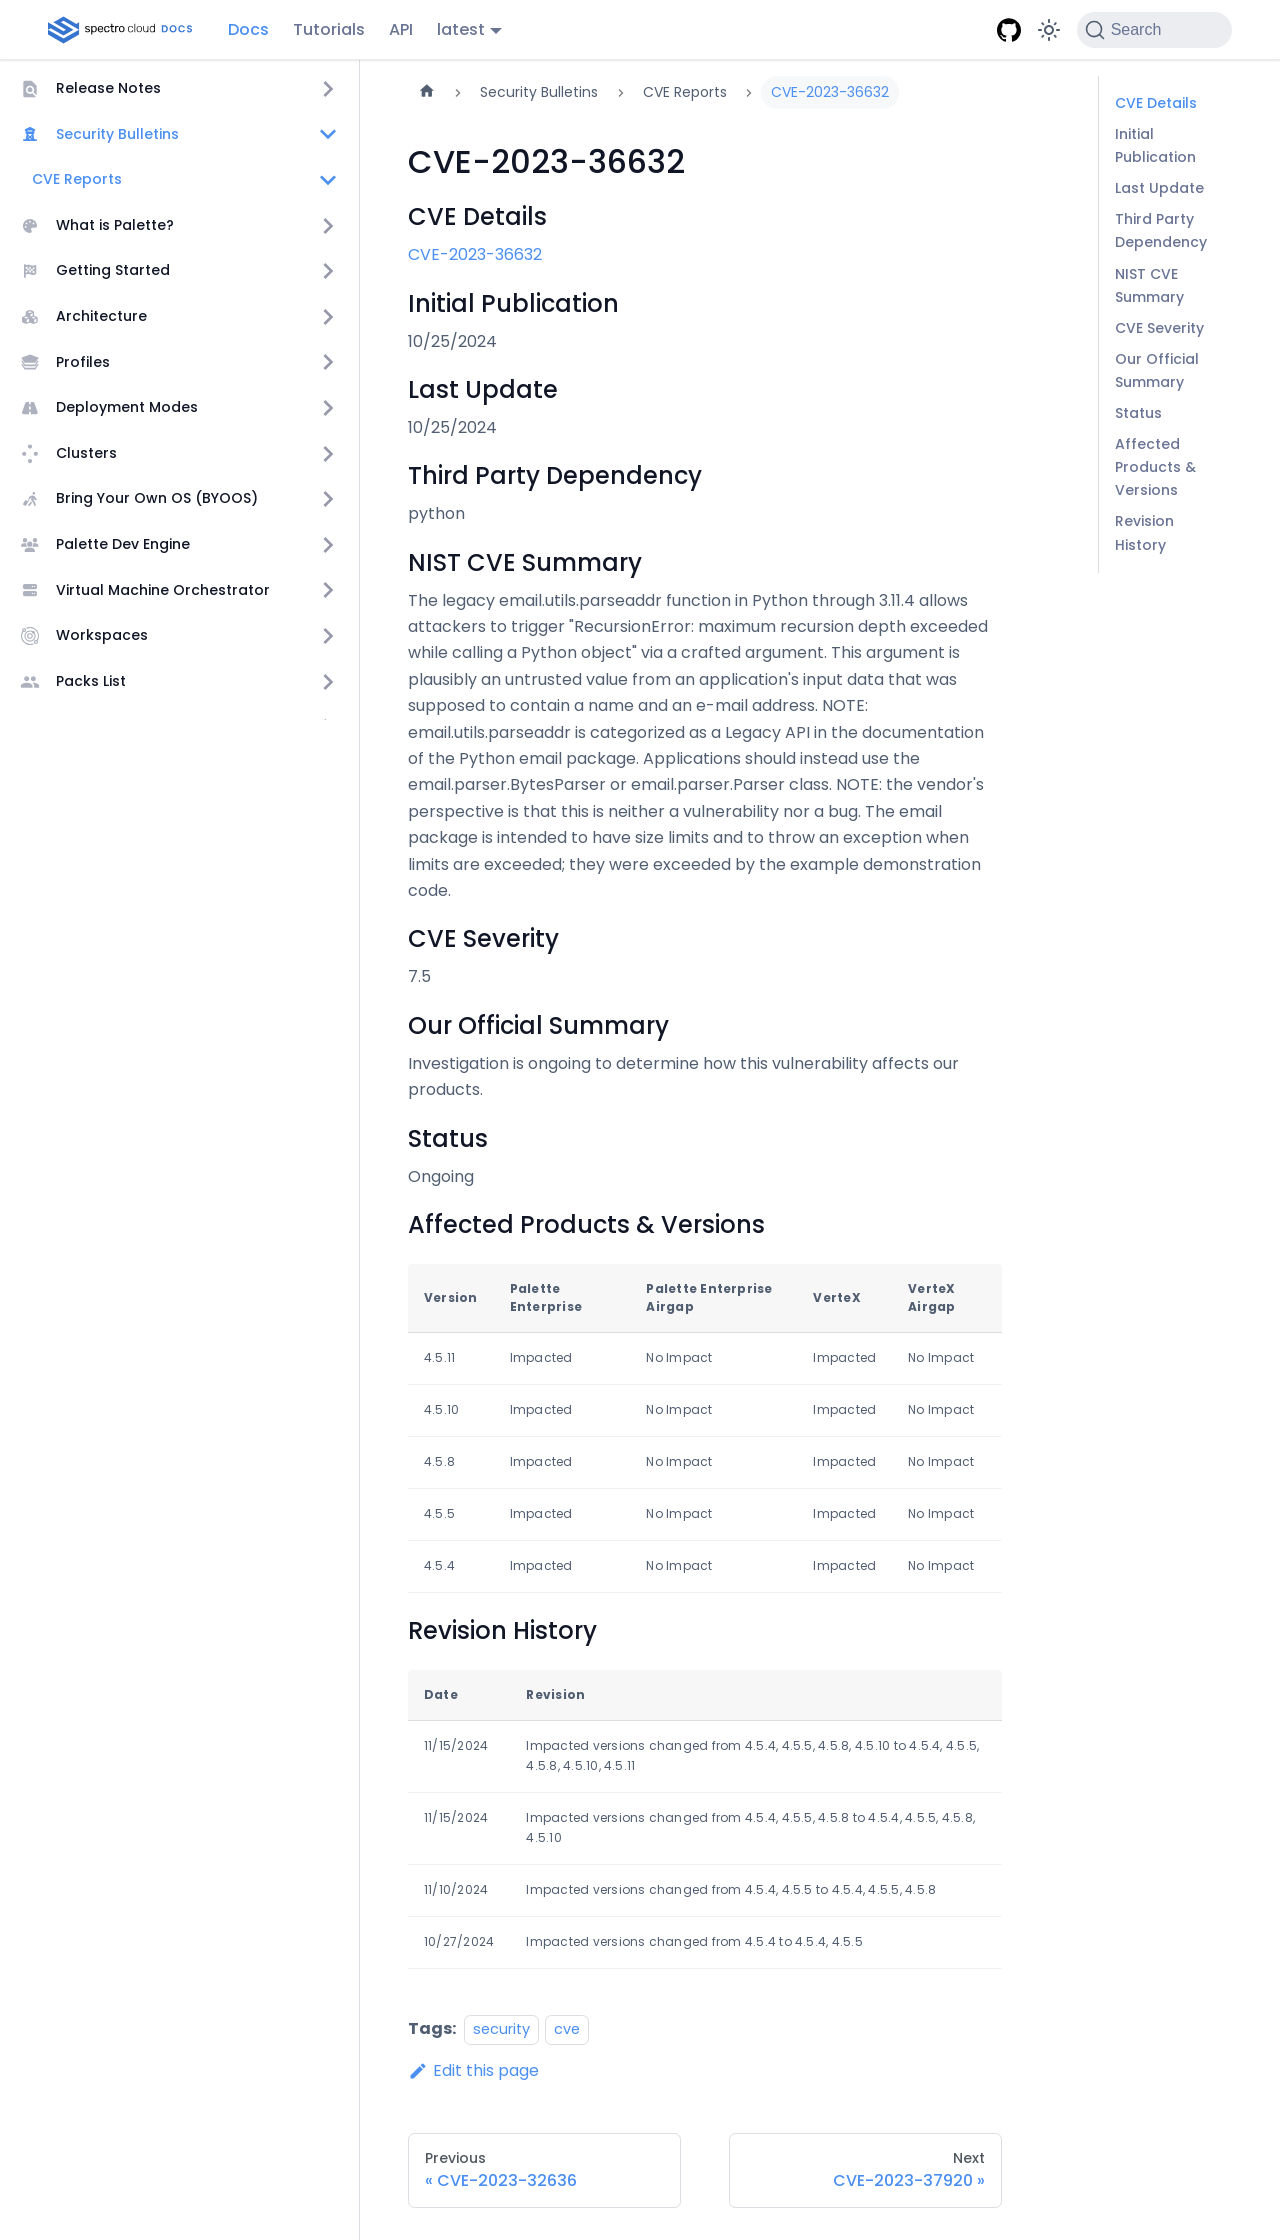 spectro cloud DOCS
Docs
Tutorials
API
latest
Search
Release Notes
Security Bulletins
CVE Reports
What is Palette?
Getting Started
Architecture
Profiles
Deployment Modes
Clusters
Bring Your Own OS (BYOOS)
Palette Dev Engine
Virtual Machine Orchestrator
Workspaces
Packs List
Security Bulletins
CVE Reports
CVE-2023-36632
CVE-2023-36632
CVE Details
CVE-2023-36632
Initial Publication
10/25/2024
Last Update
10/25/2024
Third Party Dependency
python
NIST CVE Summary
The legacy email.utils.parseaddr function in Python through 3.11.4 allows
attackers to trigger "RecursionError: maximum recursion depth exceeded
while calling a Python object" via a crafted argument. This argument is
plausibly an untrusted value from an application's input data that was
supposed to contain a name and an e-mail address. NOTE:
email.utils.parseaddr is categorized as a Legacy API in the documentation
of the Python email package. Applications should instead use the
email.parser.BytesParser or email.parser.Parser class. NOTE: the vendor's
perspective is that this is neither a vulnerability nor a bug. The email
package is intended to have size limits and to throw an exception when
limits are exceeded; they were exceeded by the example demonstration
code.
CVE Severity
7.5
Our Official Summary
Investigation is ongoing to determine how this vulnerability affects our
products.
Status
Ongoing
Affected Products & Versions
Version Palette Enterprise Palette Enterprise Airgap VerteX VerteX Airgap
4.5.11 Impacted No Impact Impacted No Impact
4.5.10 Impacted No Impact Impacted No Impact
4.5.8 Impacted No Impact Impacted No Impact
4.5.5 Impacted No Impact Impacted No Impact
4.5.4 Impacted No Impact Impacted No Impact
Revision History
Date Revision
11/15/2024 Impacted versions changed from 4.5.4, 4.5.5, 4.5.8, 4.5.10 to 4.5.4, 4.5.5,
4.5.8, 4.5.10, 4.5.11
11/15/2024 Impacted versions changed from 4.5.4, 4.5.5, 4.5.8 to 4.5.4, 4.5.5, 4.5.8,
4.5.10
11/10/2024 Impacted versions changed from 4.5.4, 4.5.5 to 4.5.4, 4.5.5, 4.5.8
10/27/2024 Impacted versions changed from 4.5.4 to 4.5.4, 4.5.5
Tags: security cve
Edit this page
Previous
« CVE-2023-32636
Next
CVE-2023-37920 »
CVE Details
Initial
Publication
Last Update
Third Party
Dependency
NIST CVE
Summary
CVE Severity
Our Official
Summary
Status
Affected
Products &
Versions
Revision
History